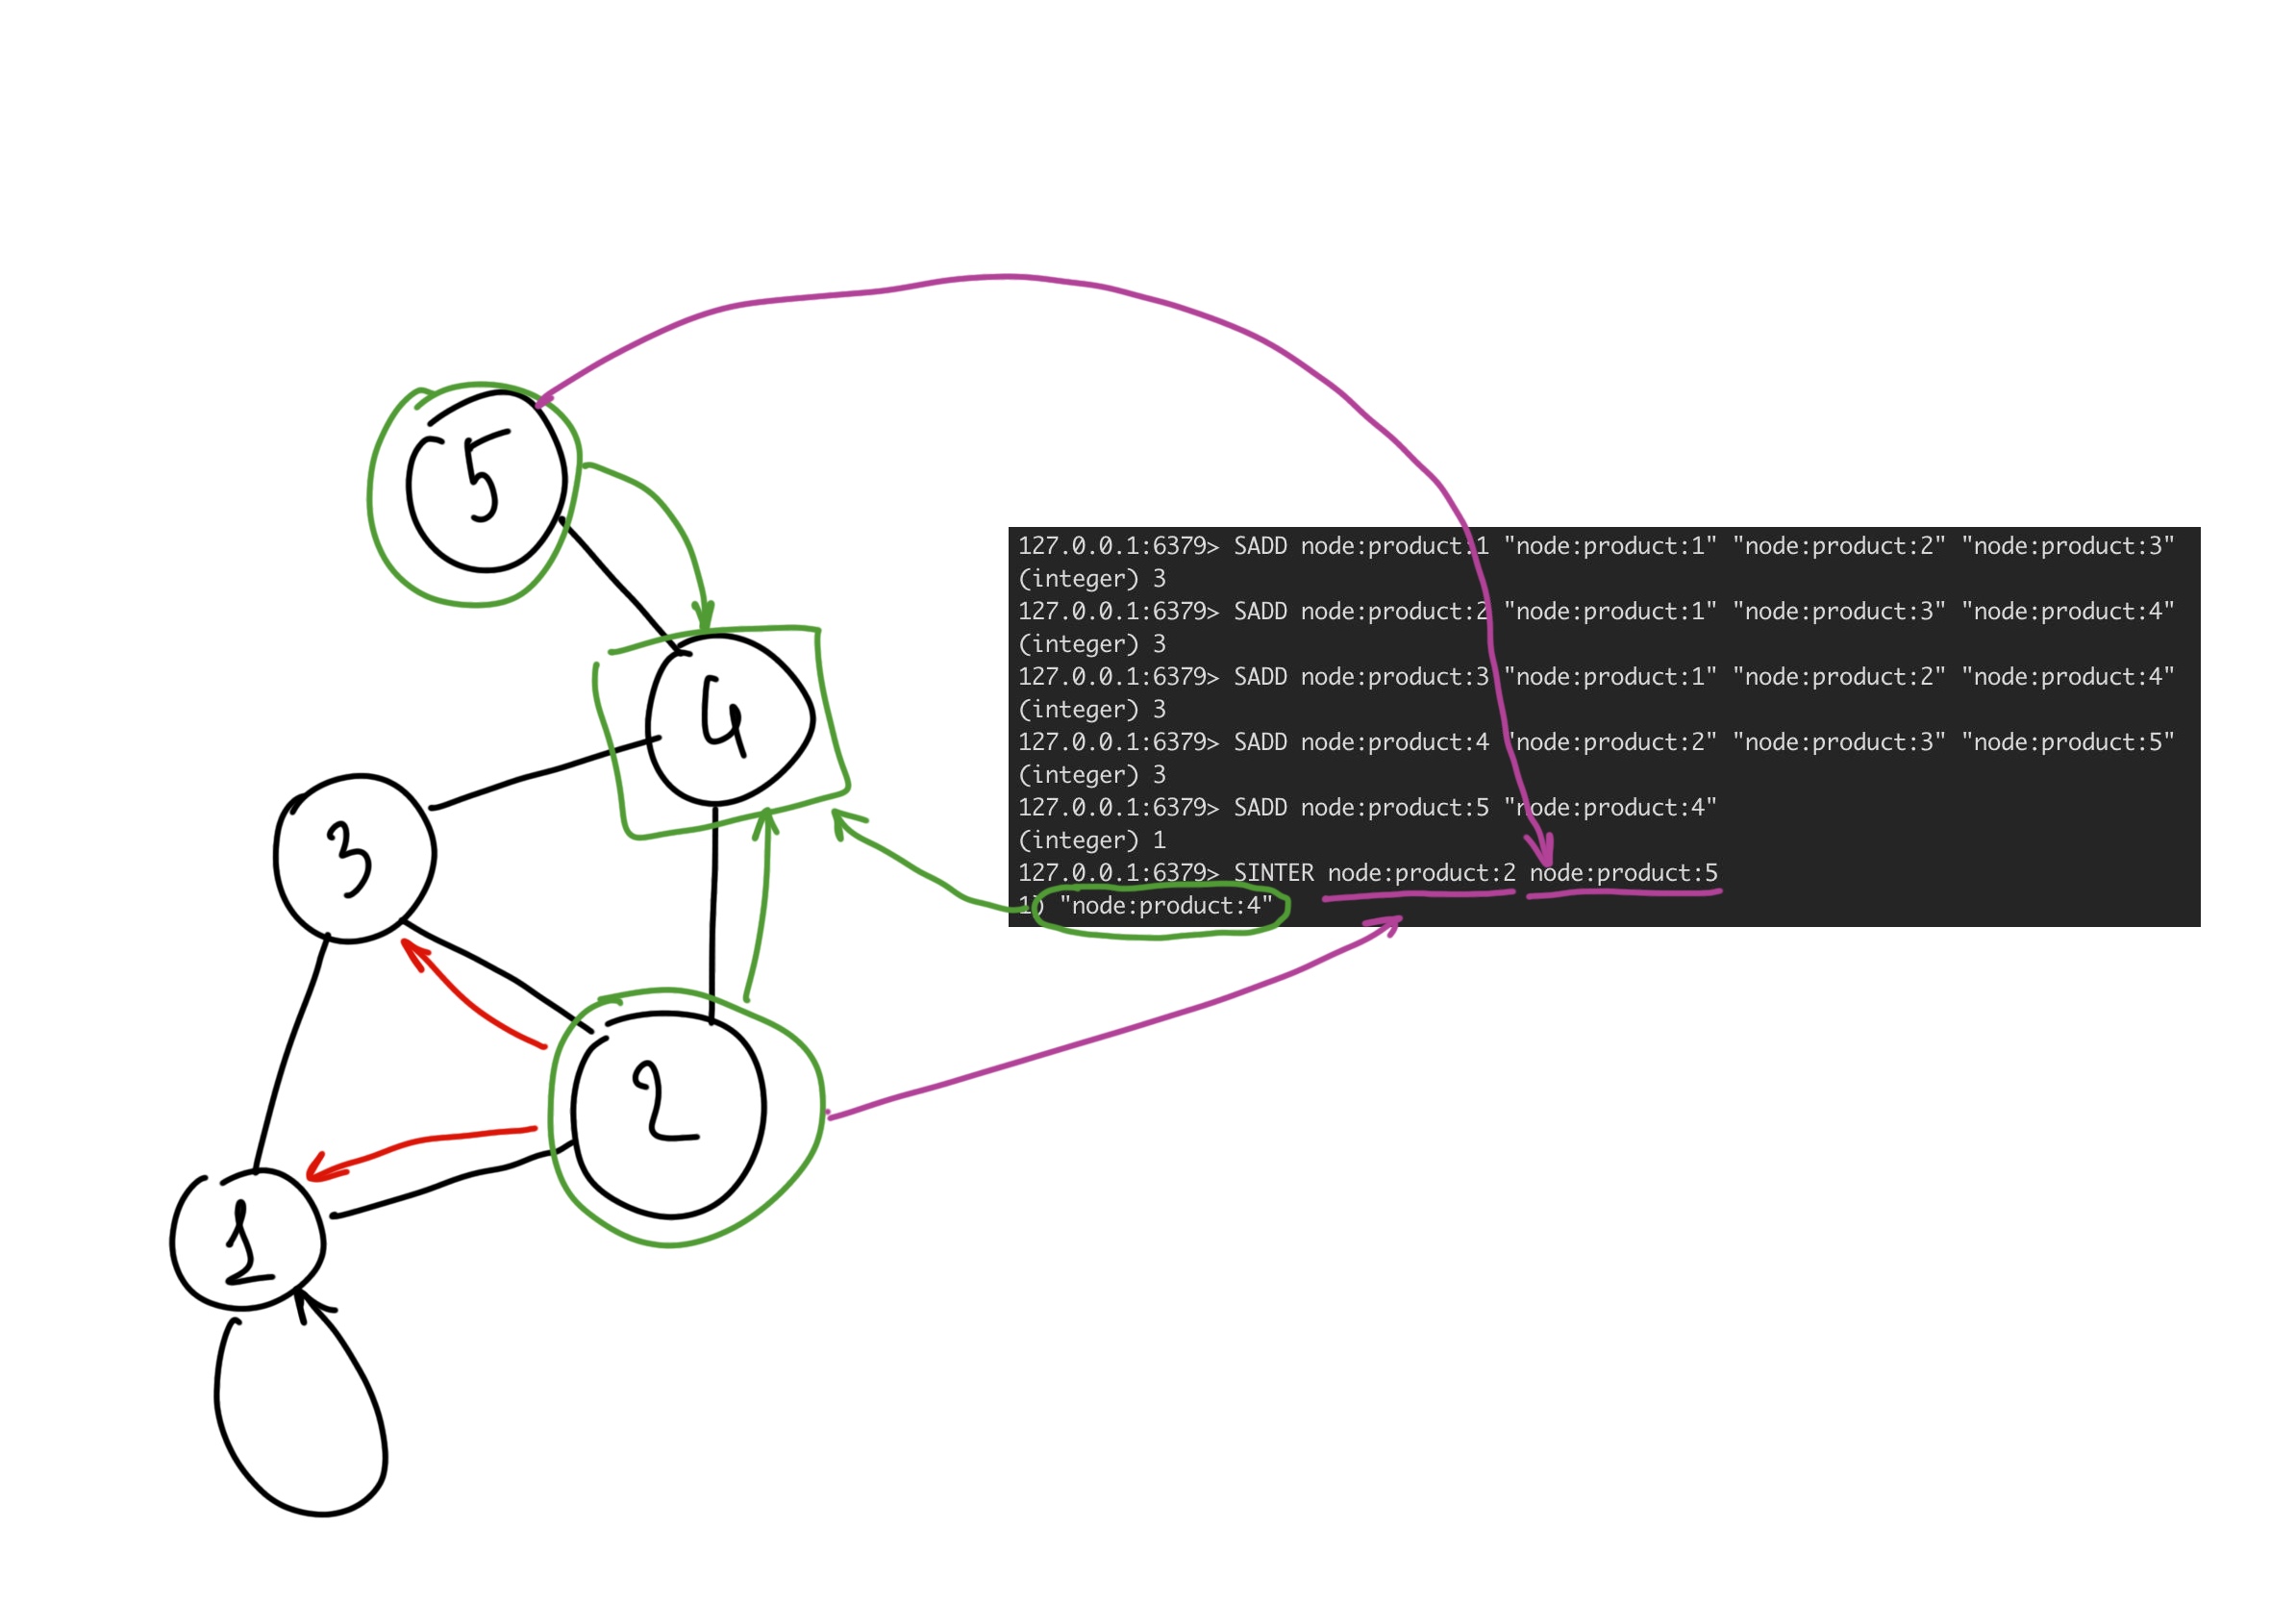 5
4
3
2
1
127.0.0.1:6379> SADD node:product:1 "node:product:1" "node:product:2" "node:product:3"
(integer) 3
127.0.0.1:6379> SADD node:product:2 "node:product:1" "node:product:3" "node:product:4"
(integer) 3
127.0.0.1:6379> SADD node:product:3 "node:product:1" "node:product:2" "node:product:4"
(integer) 3
127.0.0.1:6379> SADD node:product:4 "node:product:2" "node:product:3" "node:product:5"
(integer) 3
127.0.0.1:6379> SADD node:product:5 "node:product:4"
(integer) 1
127.0.0.1:6379> SINTER node:product:2 node:product:5
1) "node:product:4"